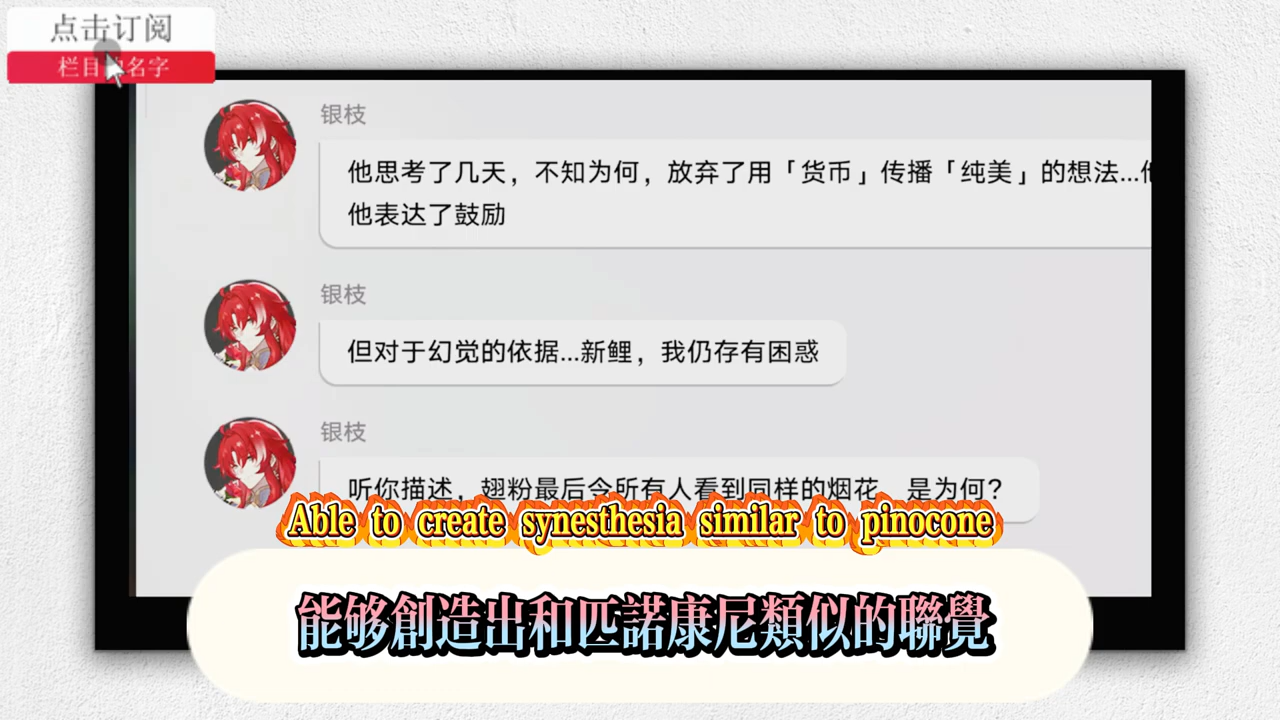 点击订阅
栏目的名字
银枝
他思考了几天，不知为何，放弃了用「货币」传播「纯美」的想法...他
他表达了鼓励
银枝
但对于幻觉的依据...新鲤，我仍存有困惑
银枝
听你描述，翅粉最后令所有人看到同样的烟花，是为何？
Able to create synesthesia similar to pinocone
能够創造出和匹諾康尼類似的聯覺